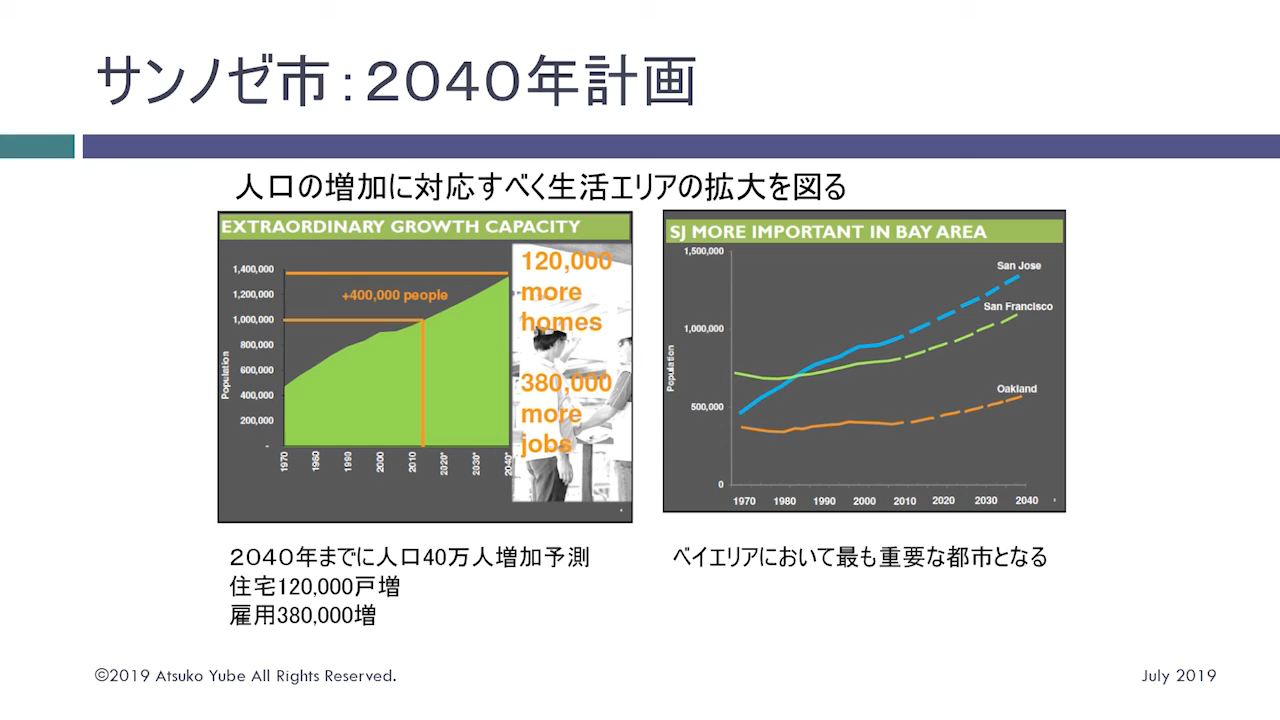 サンノゼ市：２０４０年計画
人口の増加に対応すべく生活エリアの拡大を図る
EXTRAORDINARY GROWTH CAPACITY
1,400,000
1,200,000
1,000,000
800,000
600,000
400,000
200,000
-
Population
+400,000 people
1970
1980
1990
2000
2010
2020*
2030*
2040*
120,000
more
homes
380,000
more
jobs
SJ MORE IMPORTANT IN BAY AREA
1,500,000
1,000,000
500,000
0
Population
San Jose
San Francisco
Oakland
1970 1980 1990 2000 2010 2020 2030 2040
２０４０年までに人口40万人増加予測
住宅120,000戸増
雇用380,000増
ベイエリアにおいて最も重要な都市となる
©2019 Atsuko Yube All Rights Reserved.
July 2019